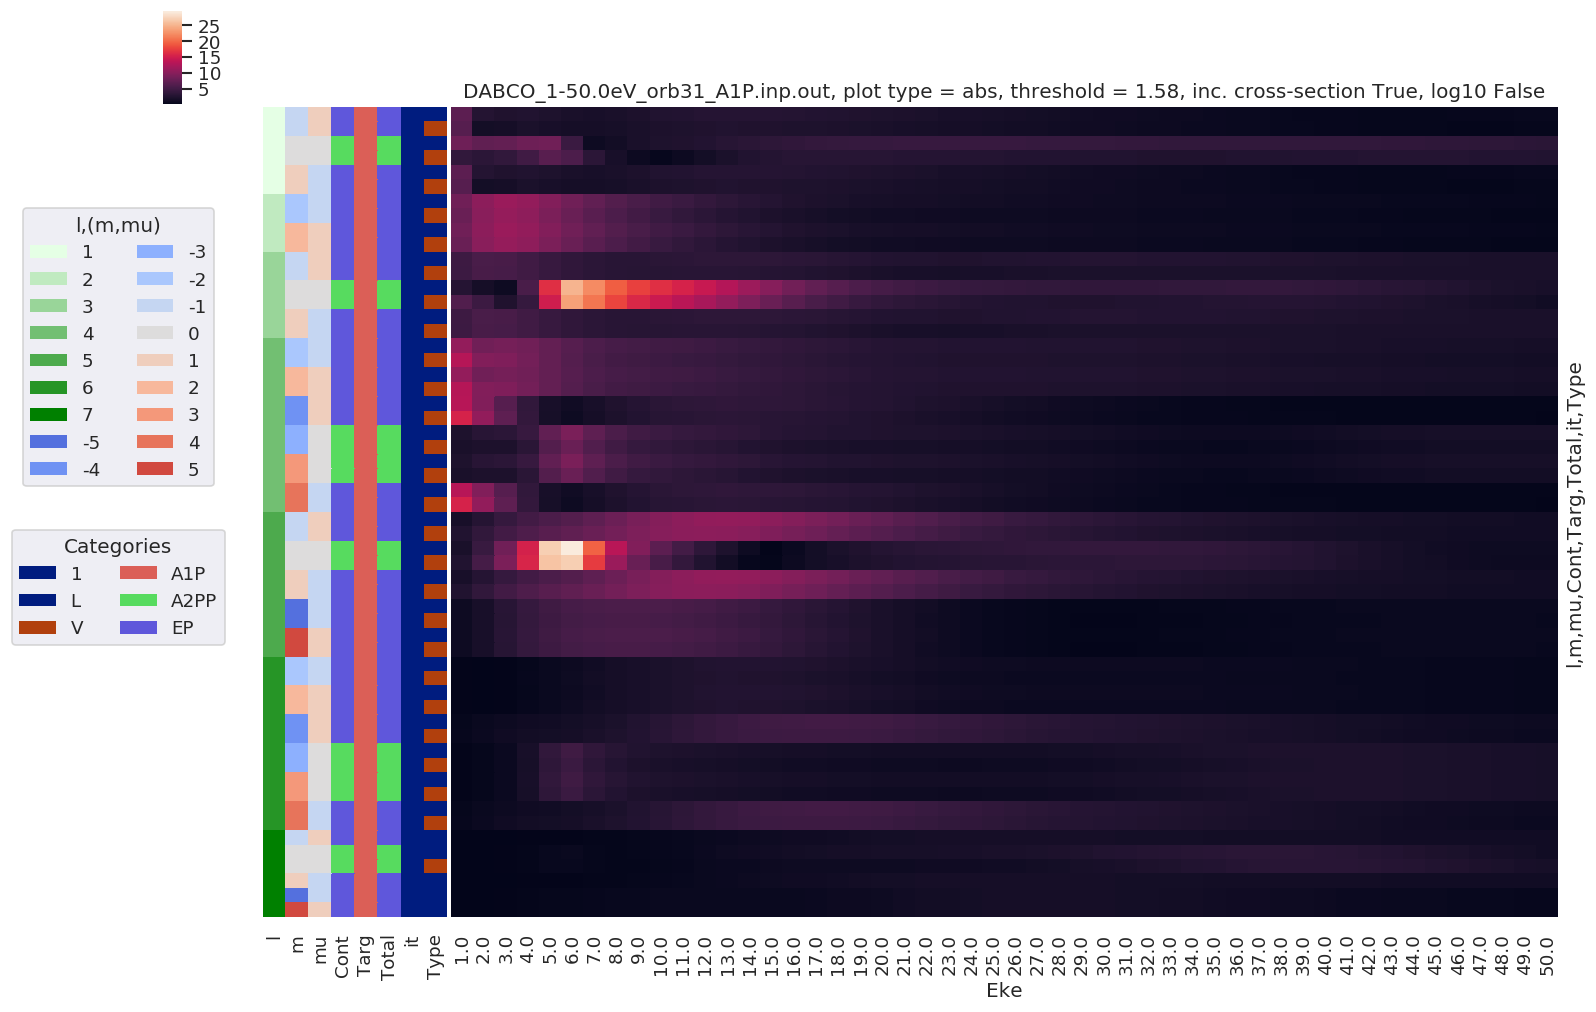 25
20
15
10
5
DABCO_1-50.0eV_orb31_A1P.inp.out, plot type = abs, threshold = 1.58, inc. cross-section True, log10 False
l,(m,mu)
1 -3
2 -2
3 -1
4 0
5 1
6 2
7 3
-5 4
-4 5
Categories
1 A1P
L A2PP
V EP
l,m,mu,Cont,Targ,Total,it,Type
l m mu Cont Targ Total it Type
1.0 2.0 3.0 4.0 5.0 6.0 7.0 8.0 9.0 10.0 11.0 12.0 13.0 14.0 15.0 16.0 17.0 18.0 19.0 20.0 21.0 22.0 23.0 24.0 25.0 26.0 27.0 28.0 29.0 30.0 31.0 32.0 33.0 34.0 35.0 36.0 37.0 38.0 39.0 40.0 41.0 42.0 43.0 44.0 45.0 46.0 47.0 48.0 49.0 50.0
Eke